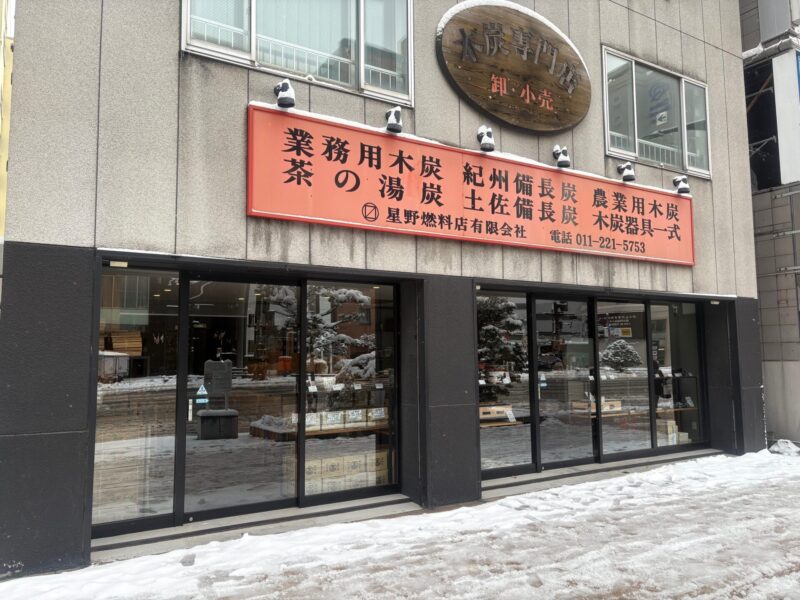 木炭専門店
卸・小売
業務用木炭 紀州備長炭 農業用木炭
茶の湯炭 土佐備長炭 木炭器具一式
星野燃料店有限会社 電話 011-221-5753